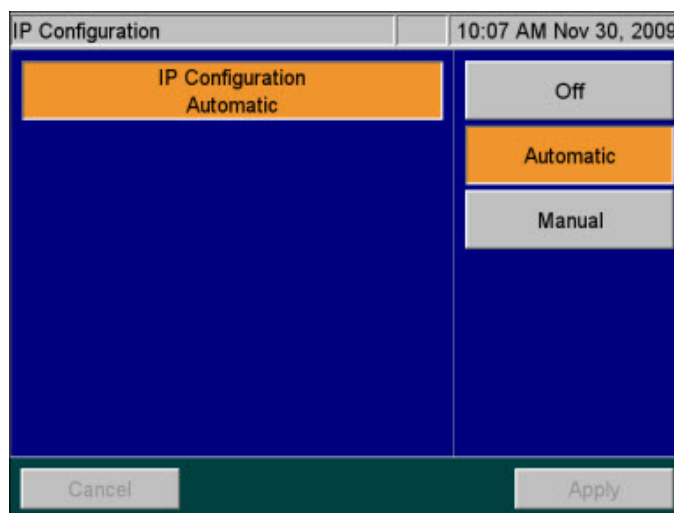 IP Configuration
10:07 AM Nov 30, 2009
IP Configuration
Automatic
Off
Automatic
Manual
Cancel
Apply